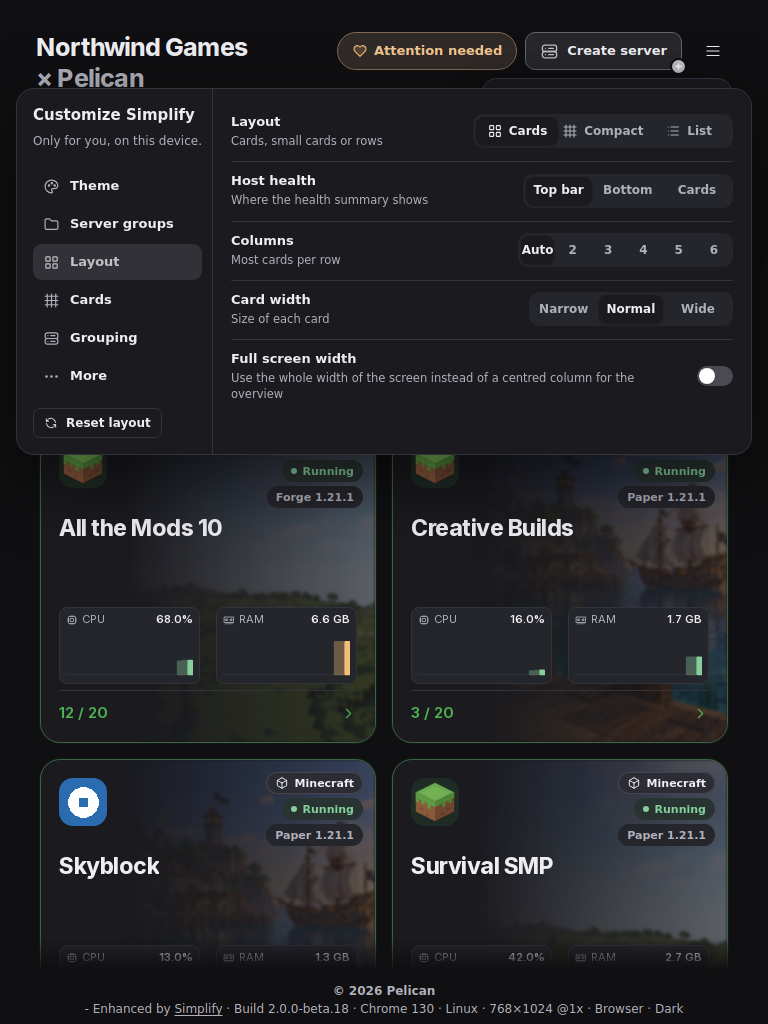 Northwind Games
× Pelican
Attention needed
Create server
Customize Simplify
Only for you, on this device.
Theme
Server groups
Layout
Cards
Grouping
More
Reset layout
Layout
Cards, small cards or rows
Cards Compact List
Host health
Where the health summary shows
Top bar Bottom Cards
Columns
Most cards per row
Auto 2 3 4 5 6
Card width
Size of each card
Narrow Normal Wide
Full screen width
Use the whole width of the screen instead of a centred column for the
overview
Running
Forge 1.21.1
All the Mods 10
CPU 68.0%
RAM 6.6 GB
12 / 20
Running
Paper 1.21.1
Creative Builds
CPU 16.0%
RAM 1.7 GB
3 / 20
Minecraft
Running
Paper 1.21.1
Skyblock
CPU 13.0%
RAM 1.3 GB
Minecraft
Running
Paper 1.21.1
Survival SMP
CPU 42.0%
RAM 2.7 GB
© 2026 Pelican
- Enhanced by Simplify · Build 2.0.0-beta.18 · Chrome 130 · Linux · 768×1024 @1x · Browser · Dark